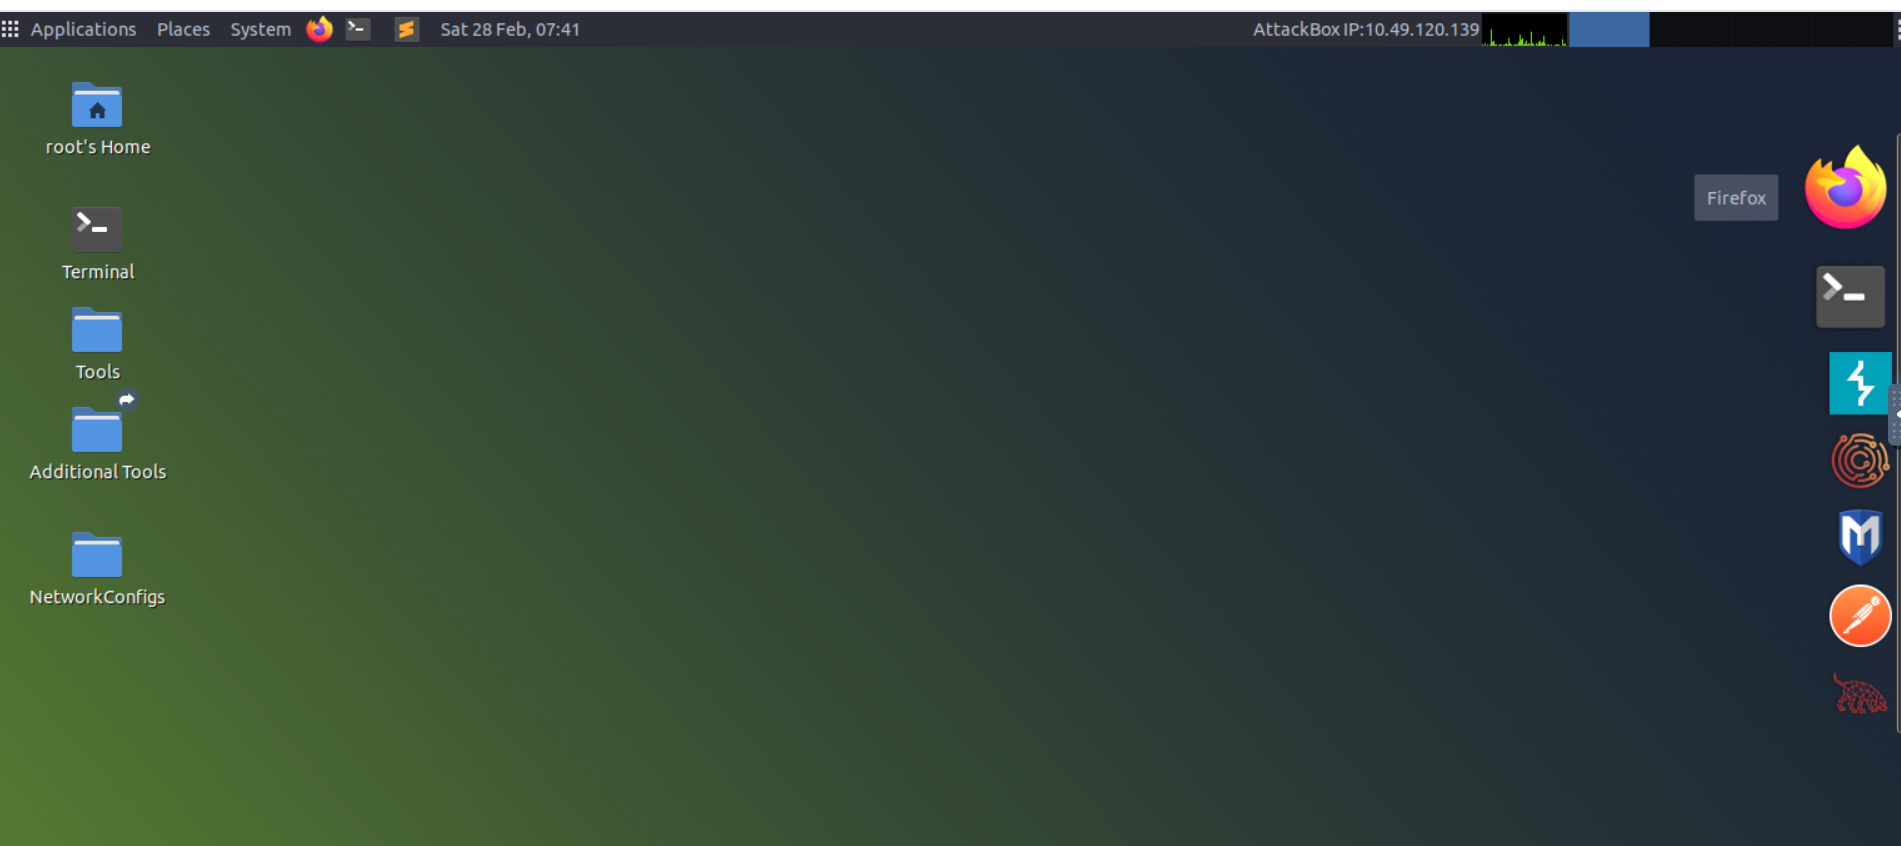 Applications Places System Sat 28 Feb, 07:41 AttackBox IP:10.49.120.139
root's Home
Firefox
Terminal
Tools
Additional Tools
NetworkConfigs